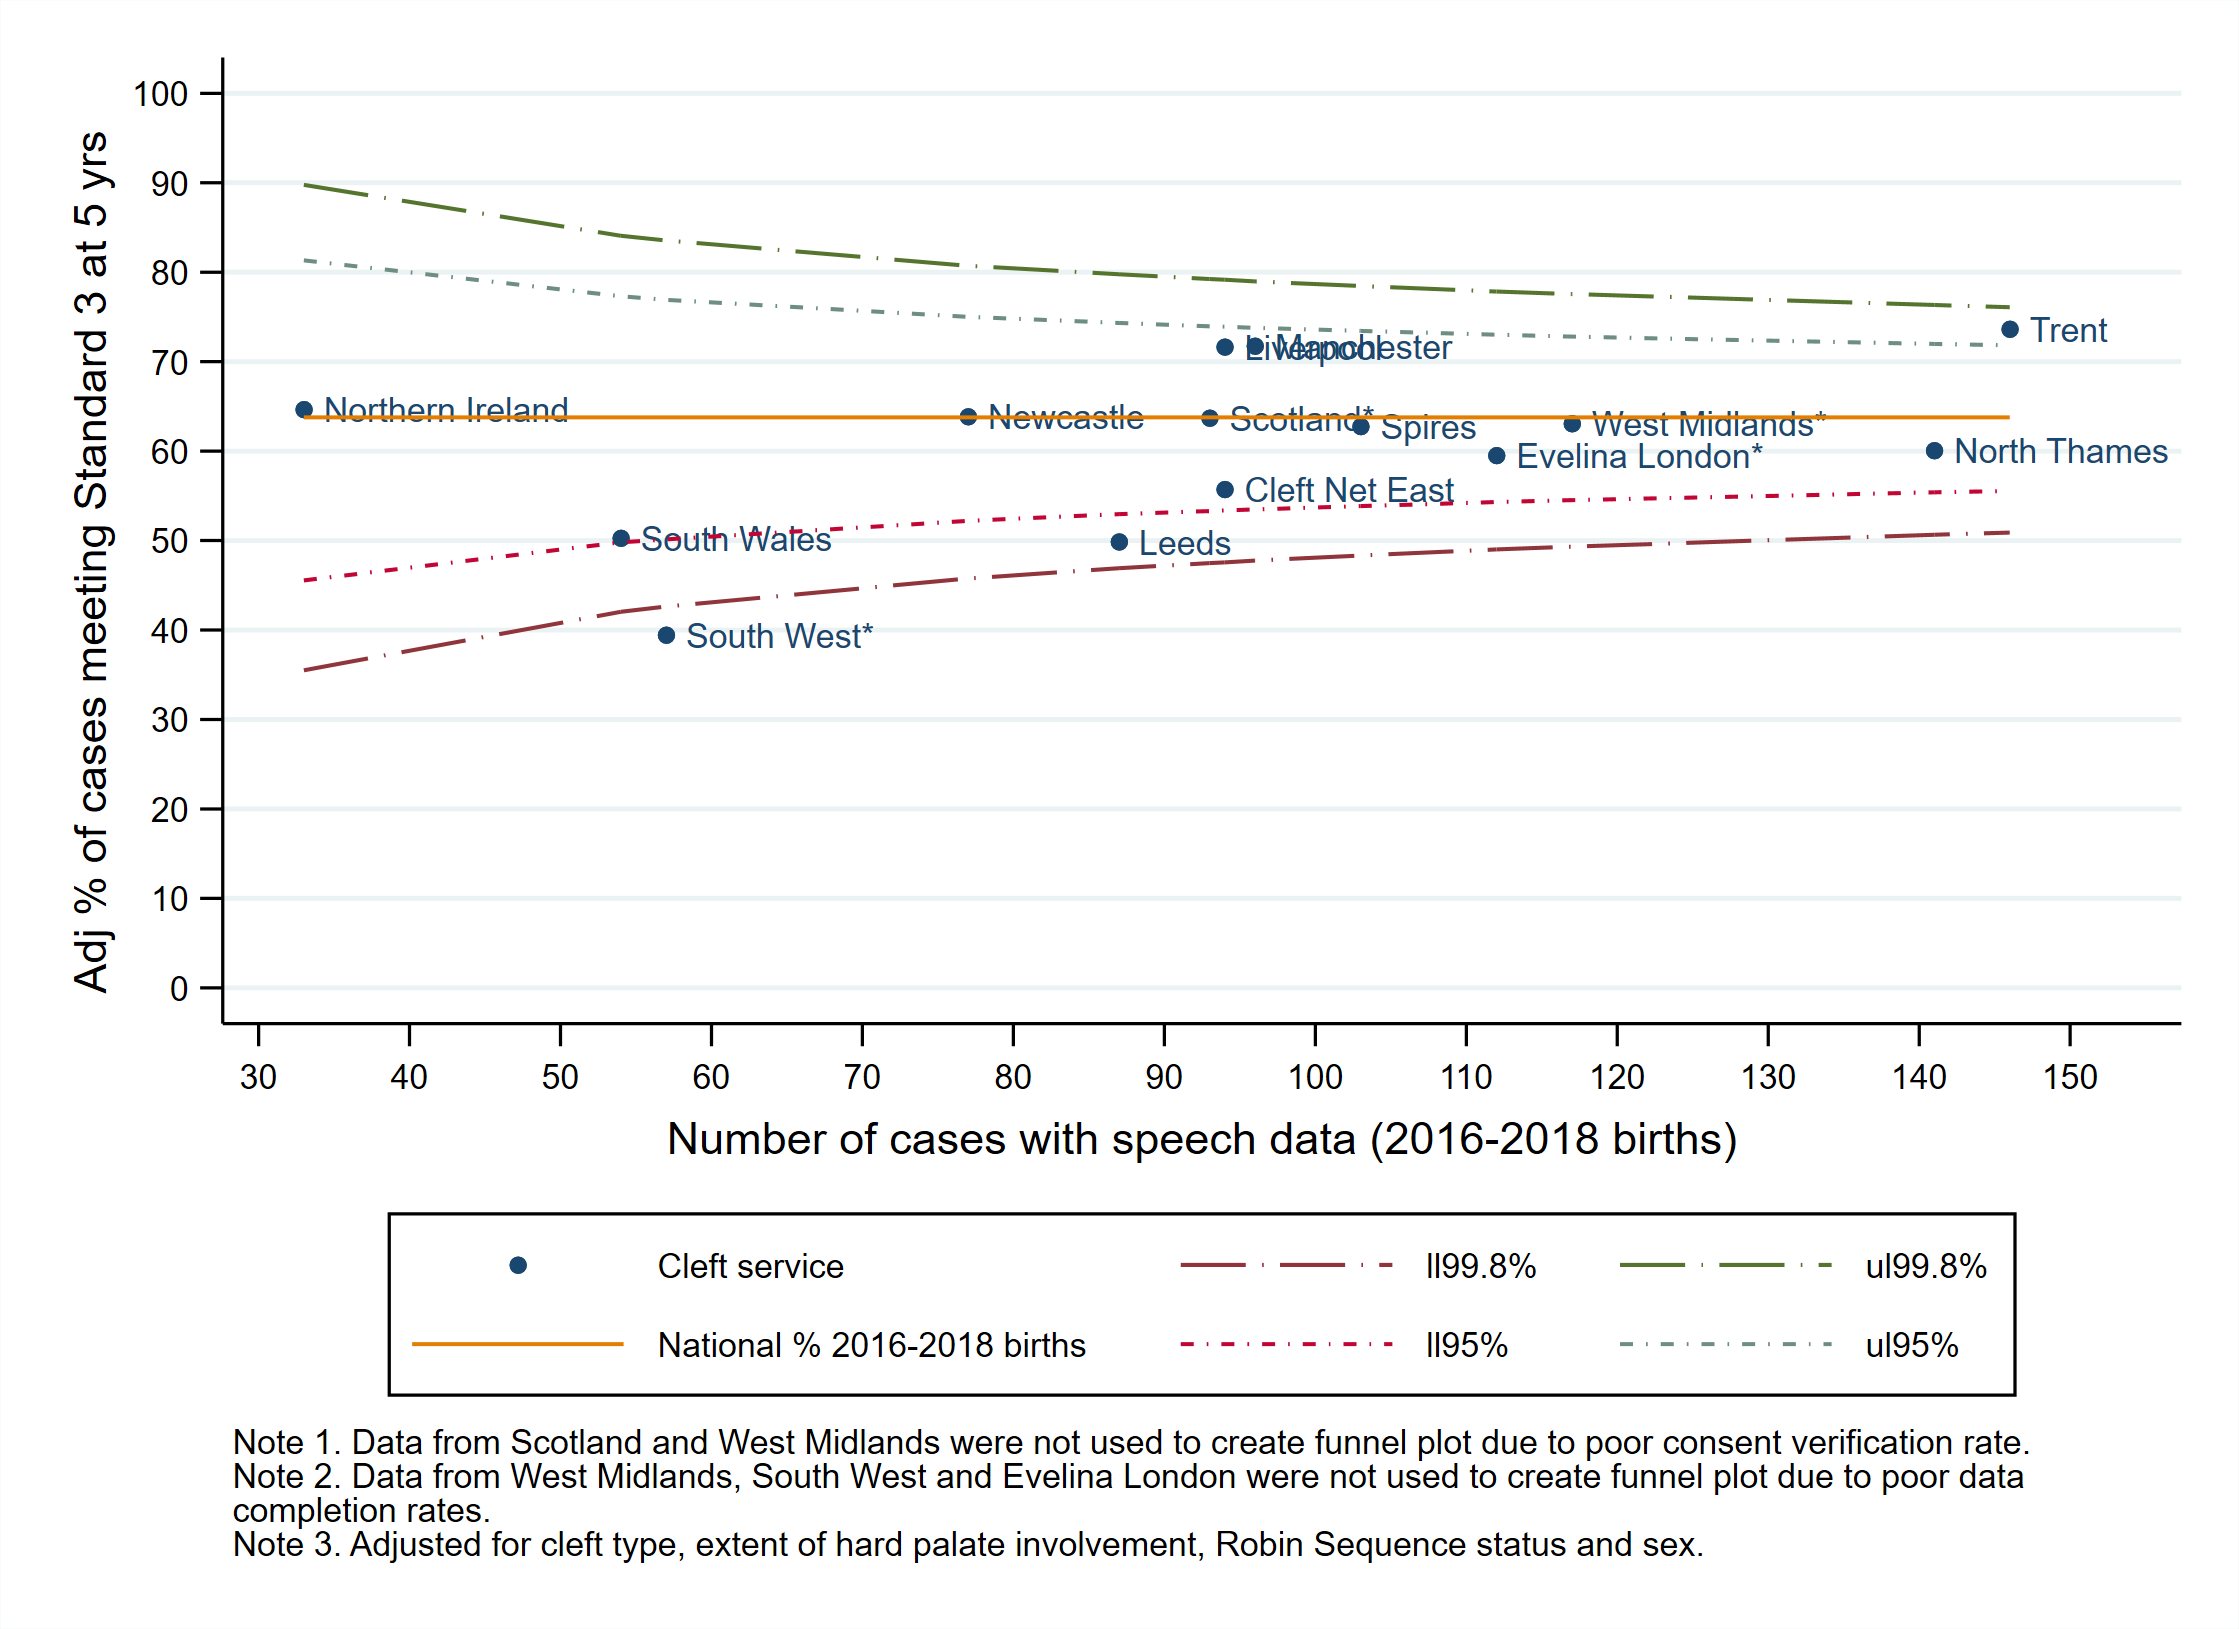 Adj % of cases meeting Standard 3 at 5 yrs
100
90
80
70
60
50
40
30
20
10
0
Trent
Liverpool
Manchester
Northern Ireland
Newcastle
Scotland*
Spires
West Midlands*
Evelina London*
North Thames
Cleft Net East
South Wales
Leeds
South West*
30 40 50 60 70 80 90 100 110 120 130 140 150
Number of cases with speech data (2016-2018 births)
Cleft service ll99.8% ul99.8%
National % 2016-2018 births ll95% ul95%
Note 1. Data from Scotland and West Midlands were not used to create funnel plot due to poor consent verification rate.
Note 2. Data from West Midlands, South West and Evelina London were not used to create funnel plot due to poor data
completion rates.
Note 3. Adjusted for cleft type, extent of hard palate involvement, Robin Sequence status and sex.